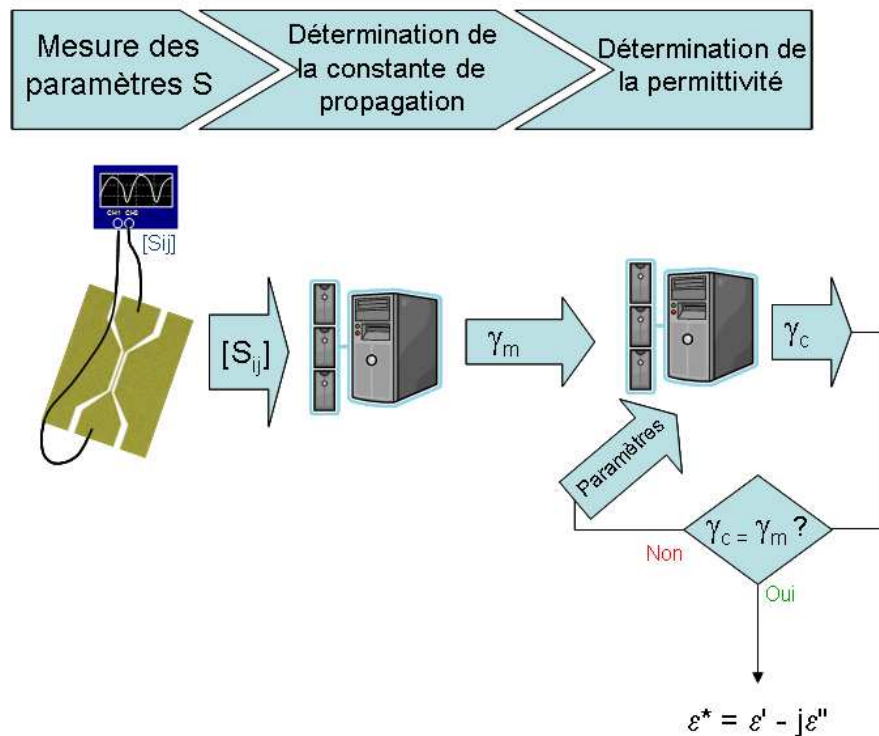 Mesure des
paramètres S
Détermination de
la constante de
propagation
Détermination de
la permittivité
CH1 CH2
[Sij]
[Sij]
γm
γc
Paramètres
γc = γm ?
Non
Oui
ε* = ε' - jε"